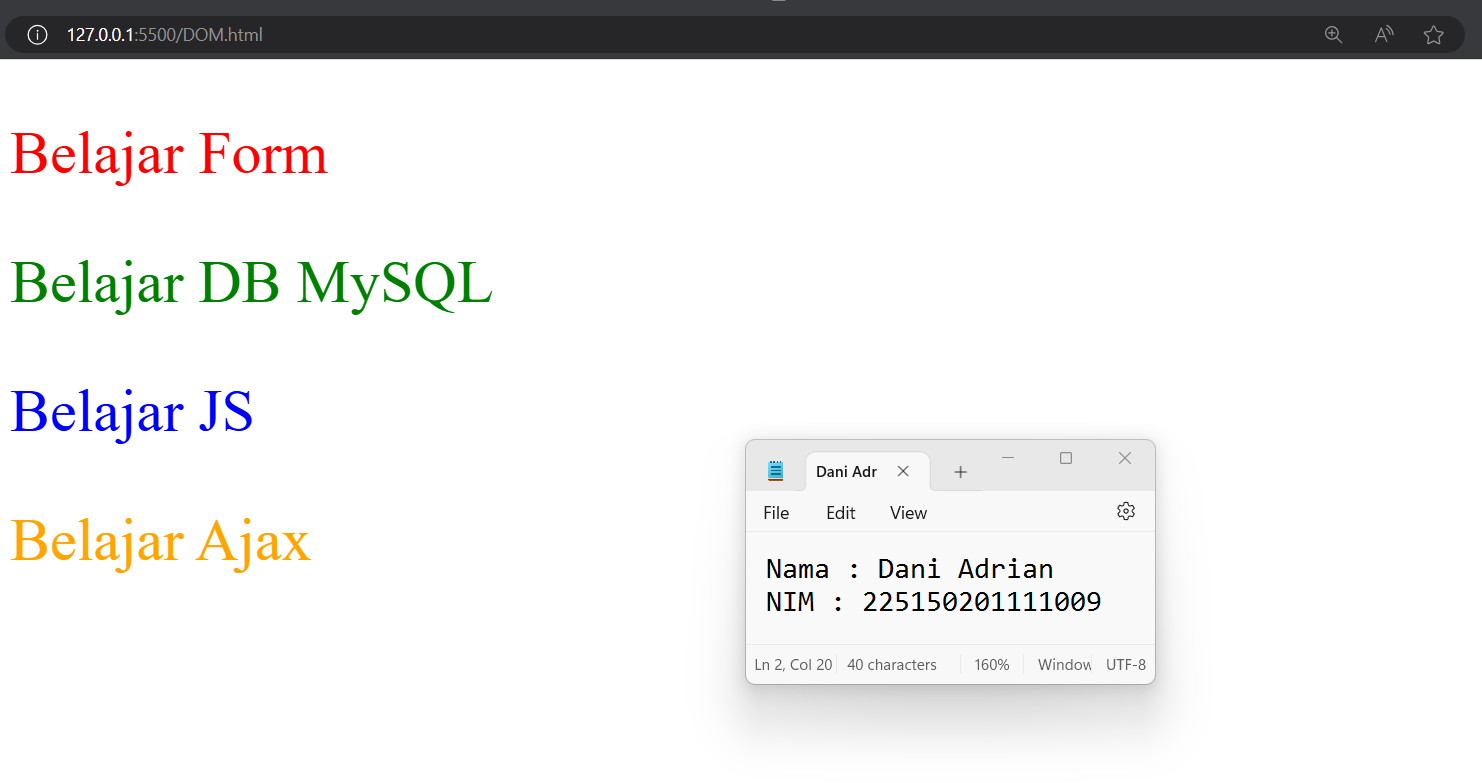 127.0.0.1:5500/DOM.html
Belajar Form
Belajar DB MySQL
Belajar JS
Belajar Ajax
Dani Adr
File Edit View
Nama : Dani Adrian
NIM : 225150201111009
Ln 2, Col 20 40 characters 160% Window UTF-8